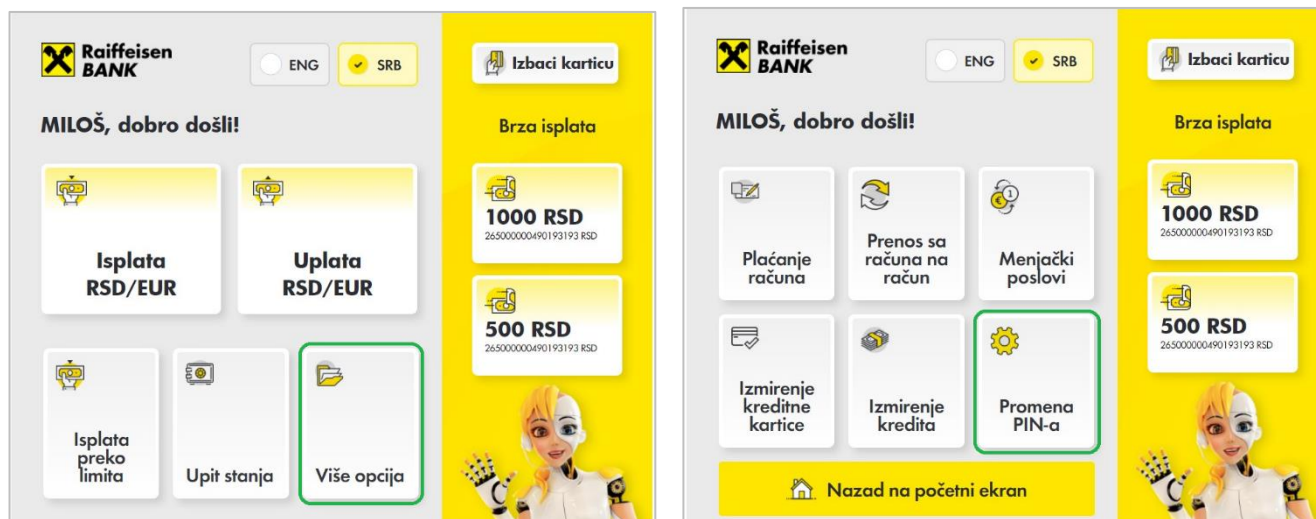 Raiffeisen
BANK
ENG
SRB
Izbaci karticu
MILOŠ, dobro došli!
Brza isplata
Isplata
RSD/EUR
Uplata
RSD/EUR
1000 RSD
265000000490193193 RSD
500 RSD
265000000490193193 RSD
Isplata
preko
limita
Upit stanja
Više opcija
Raiffeisen
BANK
ENG
SRB
Izbaci karticu
MILOŠ, dobro došli!
Brza isplata
Plaćanje
računa
Prenos sa
računa na
račun
Menjački
poslovi
1000 RSD
265000000490193193 RSD
500 RSD
265000000490193193 RSD
Izmirenje
kreditne
kartice
Izmirenje
kredita
Promena
PIN-a
Nazad na početni ekran